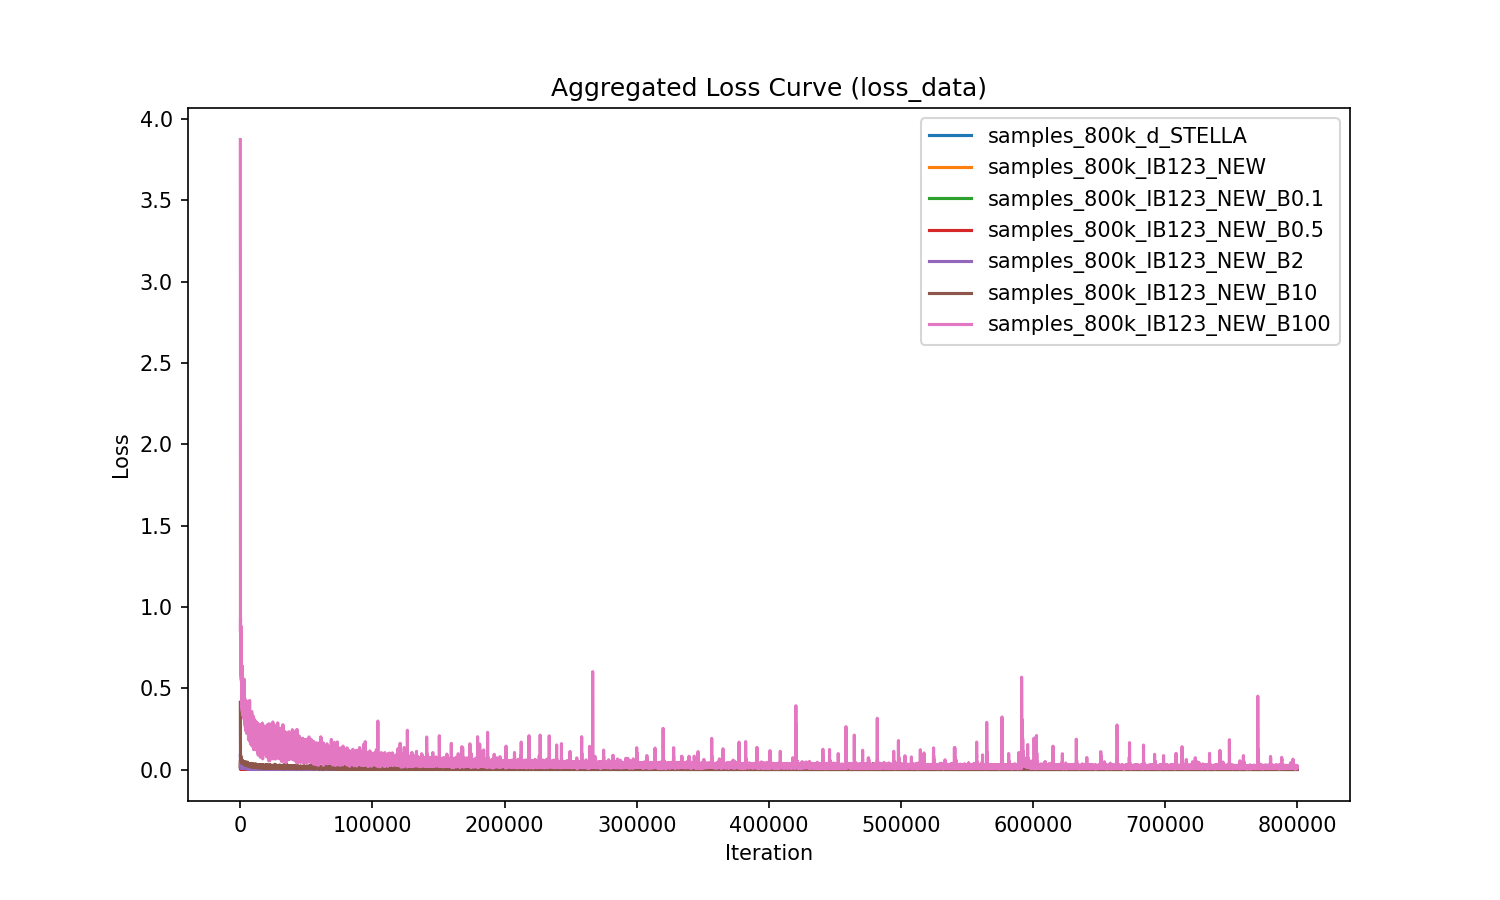 Aggregated Loss Curve (loss_data)
samples_800k_d_STELLA
samples_800k_IB123_NEW
samples_800k_IB123_NEW_B0.1
samples_800k_IB123_NEW_B0.5
samples_800k_IB123_NEW_B2
samples_800k_IB123_NEW_B10
samples_800k_IB123_NEW_B100
Loss
4.0
3.5
3.0
2.5
2.0
1.5
1.0
0.5
0.0
0 100000 200000 300000 400000 500000 600000 700000 800000
Iteration